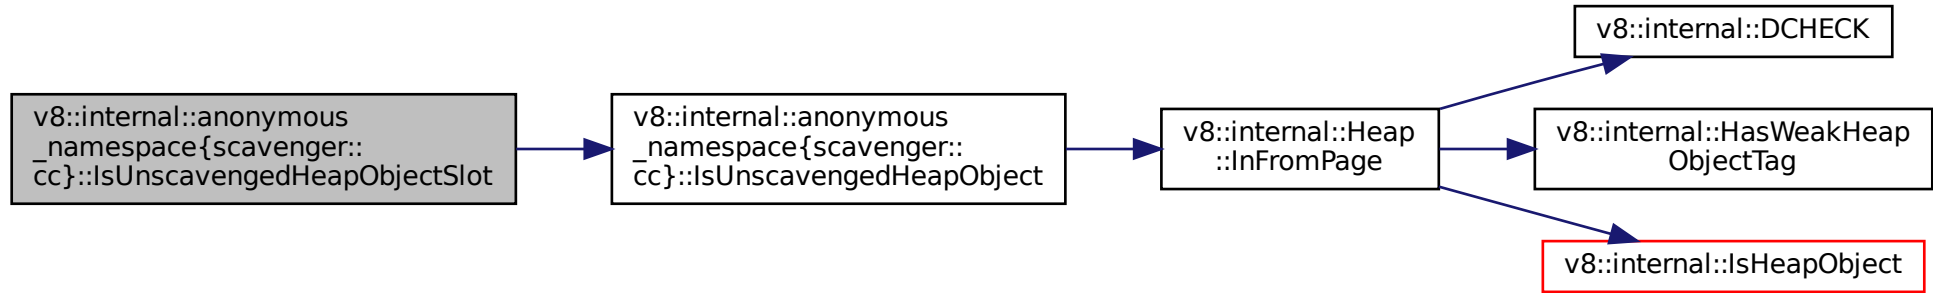 v8::internal::anonymous
_namespace{scavenger::
cc}::IsUnscavengedHeapObjectSlot
v8::internal::anonymous
_namespace{scavenger::
cc}::IsUnscavengedHeapObject
v8::internal::Heap
::InFromPage
v8::internal::DCHECK
v8::internal::HasWeakHeap
ObjectTag
v8::internal::IsHeapObject